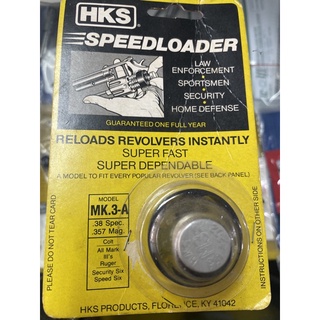 HKS
SPEEDLOADER
LAW
ENFORCEMENT
SPORTSMEN
SECURITY
HOME DEFENSE
GUARANTEED ONE FULL YEAR
RELOADS REVOLVERS INSTANTLY
SUPER FAST
SUPER DEPENDABLE
A MODEL TO FIT EVERY POPULAR REVOLVER (SEE BACK PANEL)
MODEL
MK.3-A
.38 Spec.
.357 Mag.
Colt
All Mark
III's
Ruger
Security Six
Speed Six
PLEASE DO NOT TEAR CARD
INSTRUCTIONS ON OTHER SIDE
HKS PRODUCTS, FLORENCE, KY 41042